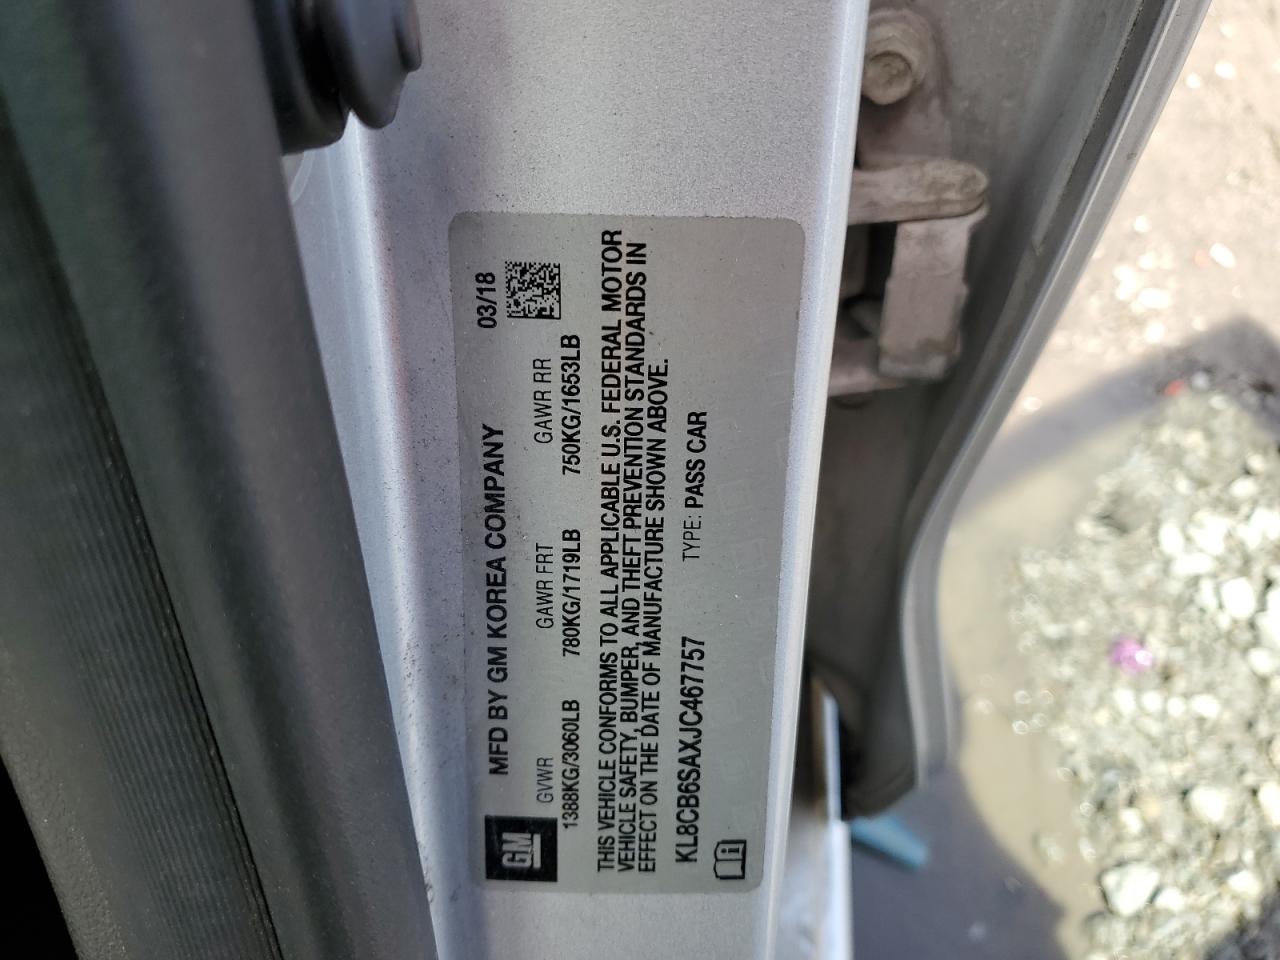 GM
MFD BY GM KOREA COMPANY 03/18
GVWR GAWR FRT GAWR RR
1388KG/3060LB 780KG/1719LB 750KG/1653LB
THIS VEHICLE CONFORMS TO ALL APPLICABLE U.S. FEDERAL MOTOR
VEHICLE SAFETY, BUMPER, AND THEFT PREVENTION STANDARDS IN
EFFECT ON THE DATE OF MANUFACTURE SHOWN ABOVE.
KL8CB6SAXJC467757 TYPE: PASS CAR